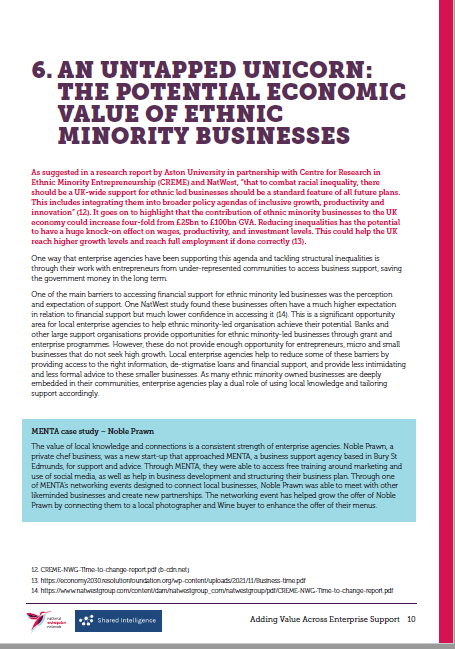 6. AN UNTAPPED UNICORN:
THE POTENTIAL ECONOMIC
VALUE OF ETHNIC
MINORITY BUSINESSES
As suggested in a research report by Aston University in partnership with Centre for Research in
Ethnic Minority Entrepreneurship (CREME) and NatWest, "that to combat racial inequality, there
should be a UK-wide support for ethnic led businesses should be a standard feature of all future plans.
This includes integrating them into broader policy agendas of inclusive growth, productivity and
innovation" (12). It goes on to highlight that the contribution of ethnic minority businesses to the UK
economy could increase four-fold from £25bn to £100bn GVA. Reducing inequalities has the potential
to have a huge knock-on effect on wages, productivity, and investment levels. This could help the UK
reach higher growth levels and reach full employment if done correctly (13).
One way that enterprise agencies have been supporting this agenda and tackling structural inequalities is
through their work with entrepreneurs from under-represented communities to access business support, saving
the government money in the long term.
One of the main barriers to accessing financial support for ethnic minority led businesses was the perception
and expectation of support. One NatWest study found these businesses often have a much higher expectation
in relation to financial support but much lower confidence in accessing it (14). This is a significant opportunity
area for local enterprise agencies to help ethnic minority-led organisation achieve their potential. Banks and
other large support organisations provide opportunities for ethnic minority-led businesses through grant and
enterprise programmes. However, these do not provide enough opportunity for entrepreneurs, micro and small
businesses that do not seek high growth. Local enterprise agencies help to reduce some of these barriers by
providing access to the right information, de-stigmatise loans and financial support, and provide less intimidating
and less formal advice to these smaller businesses. As many ethnic minority owned businesses are deeply
embedded in their communities, enterprise agencies play a dual role of using local knowledge and tailoring
support accordingly.
MENTA case study – Noble Prawn
The value of local knowledge and connections is a consistent strength of enterprise agencies. Noble Prawn, a
private chef business, was a new start-up that approached MENTA, a business support agency based in Bury St
Edmunds, for support and advice. Through MENTA, they were able to access free training around marketing and
use of social media, as well as help in business development and structuring their business plan. Through one
of MENTA's networking events designed to connect local businesses, Noble Prawn was able to meet with other
likeminded businesses and create new partnerships. The networking event has helped grow the offer of Noble
Prawn by connecting them to a local photographer and Wine buyer to enhance the offer of their menus.
12. CREME-NWG-Time-to-change-report.pdf (b-cdn.net)
13. https://economy2030.resolutionfoundation.org/wp-content/uploads/2021/11/Business-time.pdf
14. https://www.natwestgroup.com/content/dam/natwestgroup_com/natwestgroup/pdf/CREME-NWG-Time-to-change-report.pdf
national
enterprise
network
Shared Intelligence
Adding Value Across Enterprise Support 10